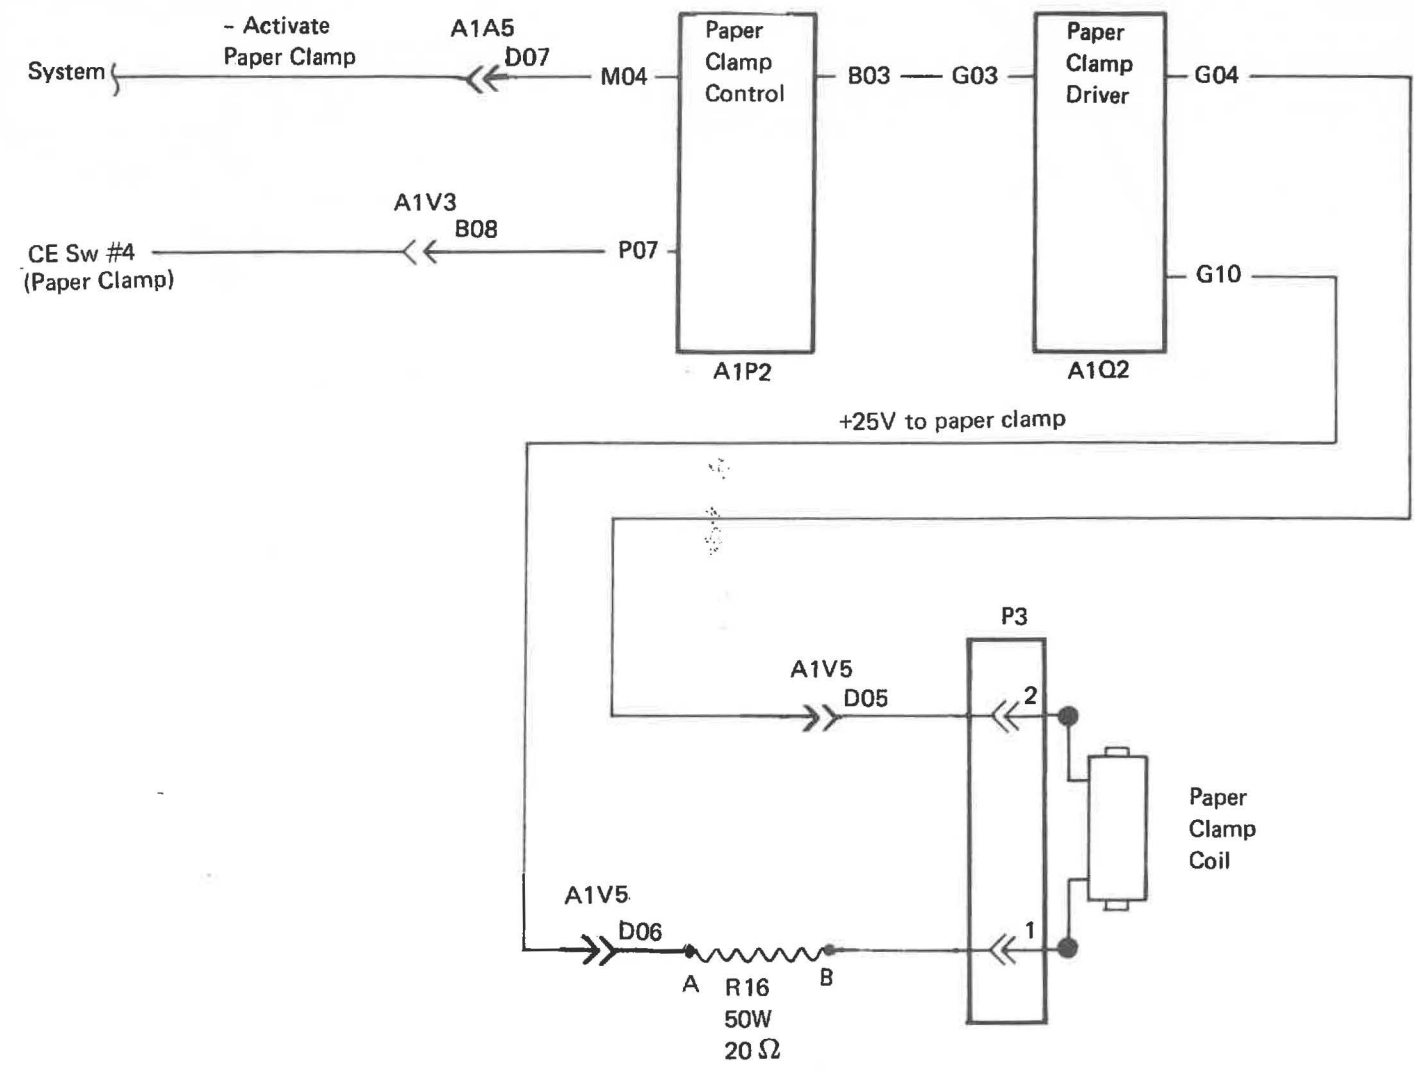 - Activate
Paper Clamp
A1A5
D07
System
M04
Paper
Clamp
Control
B03
G03
Paper
Clamp
Driver
G04
A1V3
B08
CE Sw #4
(Paper Clamp)
P07
G10
A1P2
A1Q2
+25V to paper clamp
P3
A1V5
D05
2
Paper
Clamp
Coil
A1V5
D06
1
A
R16
B
50W
20 Ω